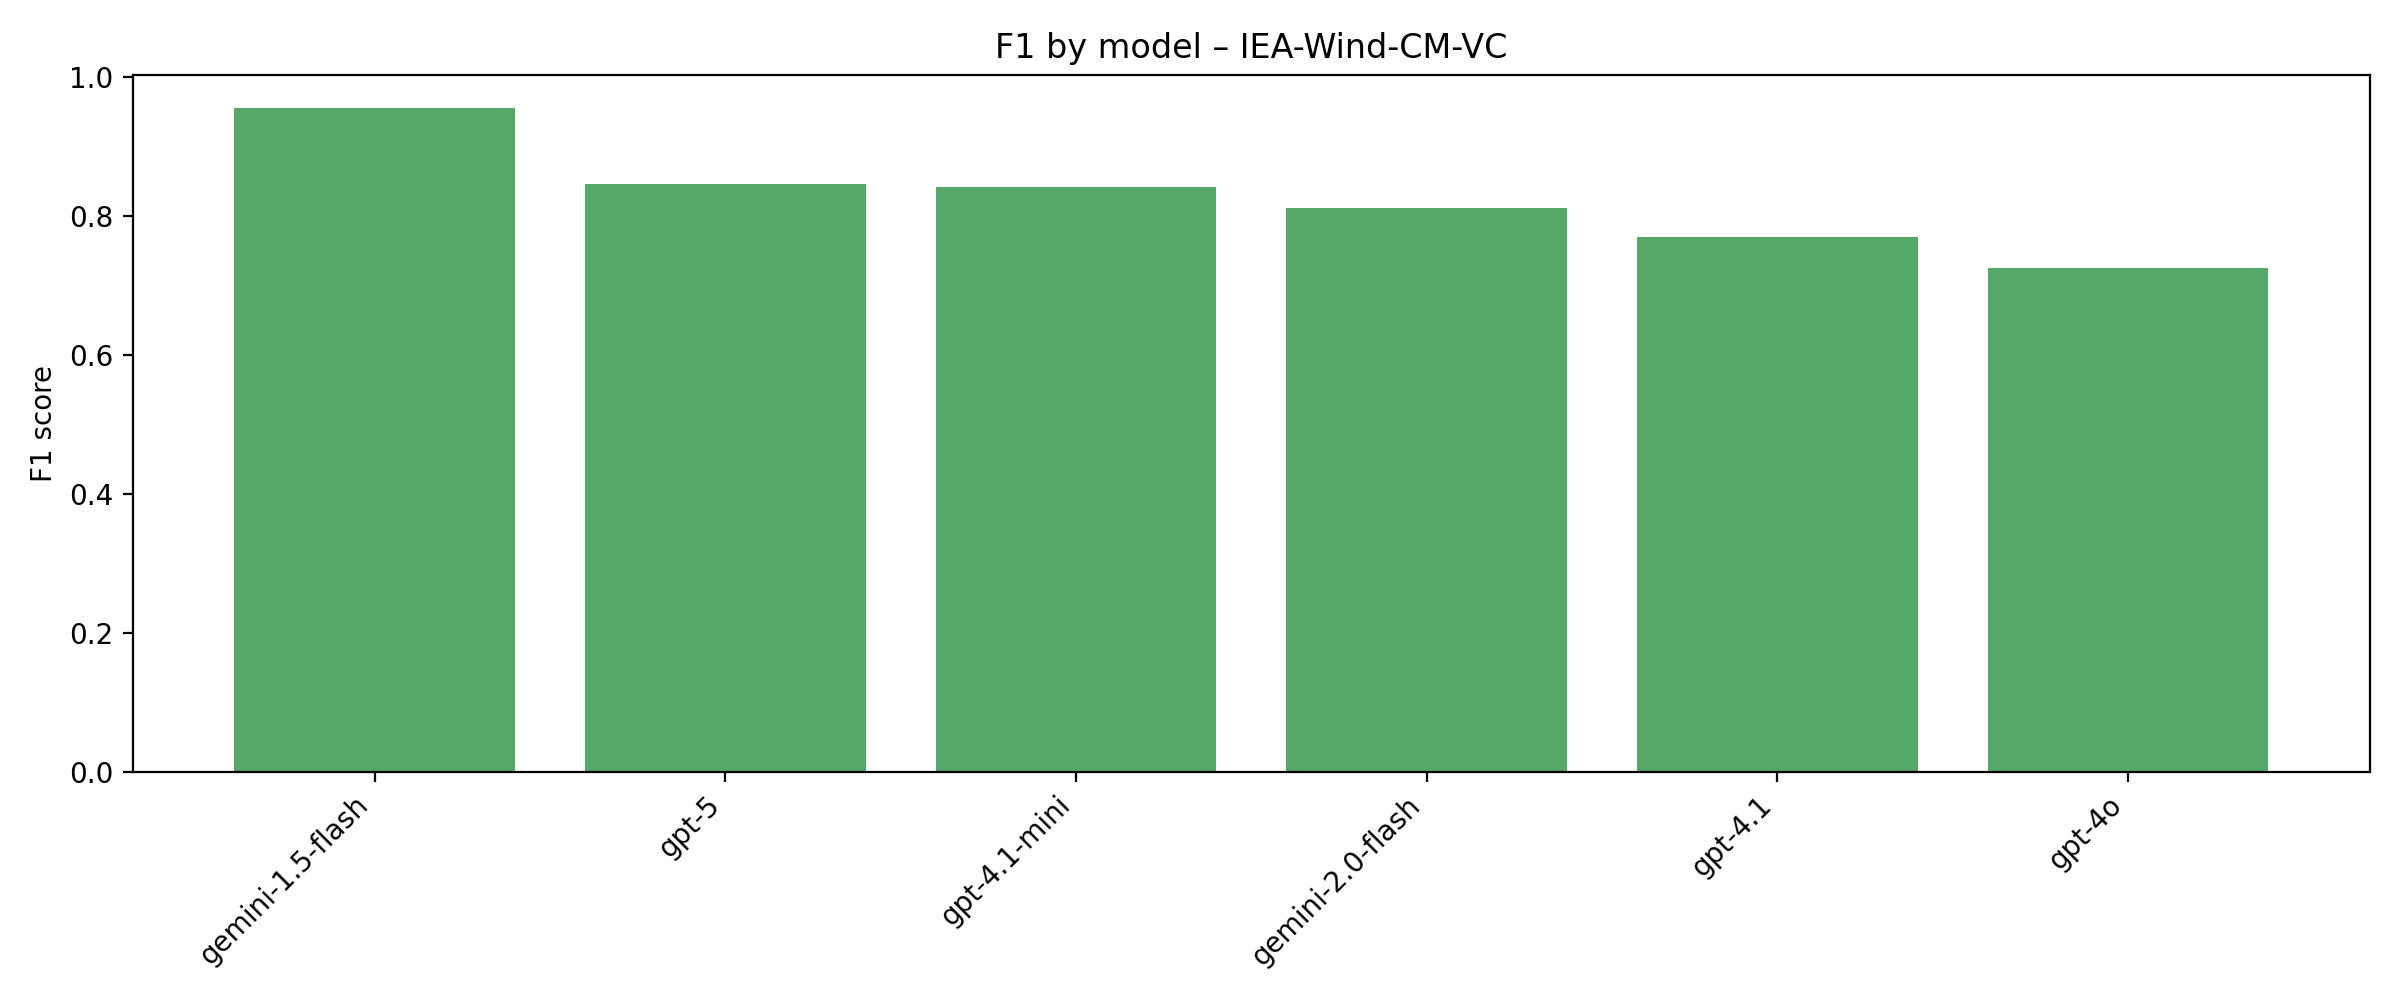 F1 by model – IEA-Wind-CM-VC
1.0
0.8
0.6
0.4
0.2
0.0
F1 score
gemini-1.5-flash
gpt-5
gpt-4.1-mini
gemini-2.0-flash
gpt-4.1
gpt-4o